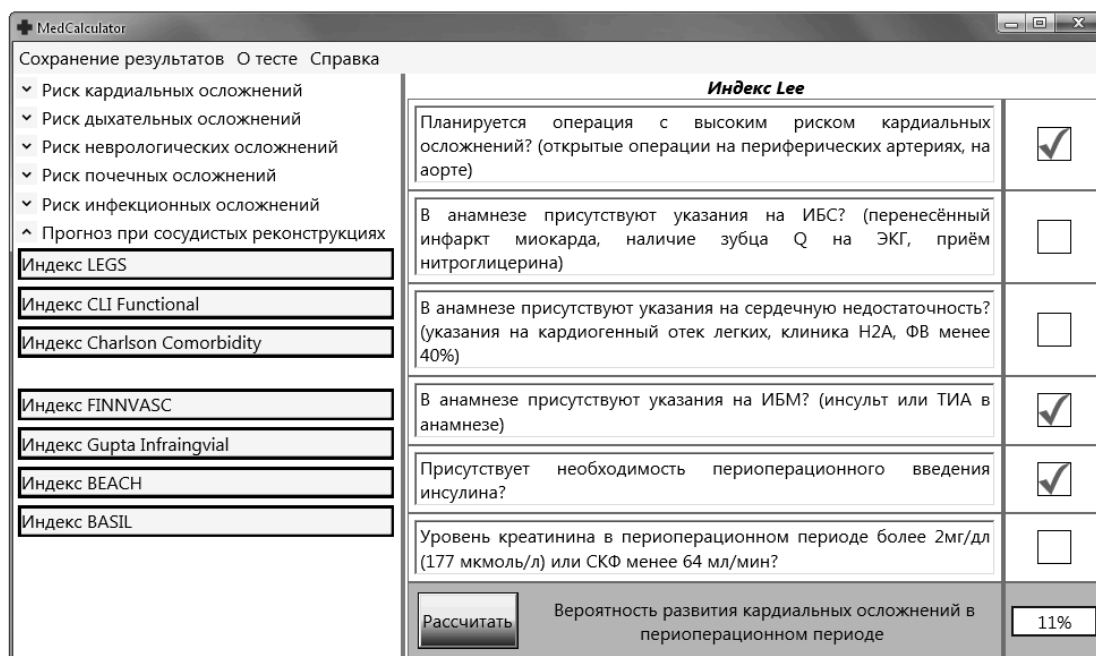 MedCalculator
Сохранение результатов О тесте Справка
Риск кардиальных осложнений
Риск дыхательных осложнений
Риск неврологических осложнений
Риск почечных осложнений
Риск инфекционных осложнений
Прогноз при сосудистых реконструкциях
Индекс LEGS
Индекс CLI Functional
Индекс Charlson Comorbidity
Индекс FINNVASC
Индекс Gupta Infraingvial
Индекс BEACH
Индекс BASIL
Индекс Lee
Планируется операция с высоким риском кардиальных
осложнений? (открытые операции на периферических артериях, на
аорте)
В анамнезе присутствуют указания на ИБС? (перенесённый
инфаркт миокарда, наличие зубца Q на ЭКГ, приём
нитроглицерина)
В анамнезе присутствуют указания на сердечную недостаточность?
(указания на кардиогенный отек легких, клиника Н2А, ФВ менее
40%)
В анамнезе присутствуют указания на ИБМ? (инсульт или ТИА в
анамнезе)
Присутствует необходимость периоперационного введения
инсулина?
Уровень креатинина в периоперационном периоде более 2мг/дл
(177 мкмоль/л) или СКФ менее 64 мл/мин?
Рассчитать
Вероятность развития кардиальных осложнений в
периоперационном периоде
11%